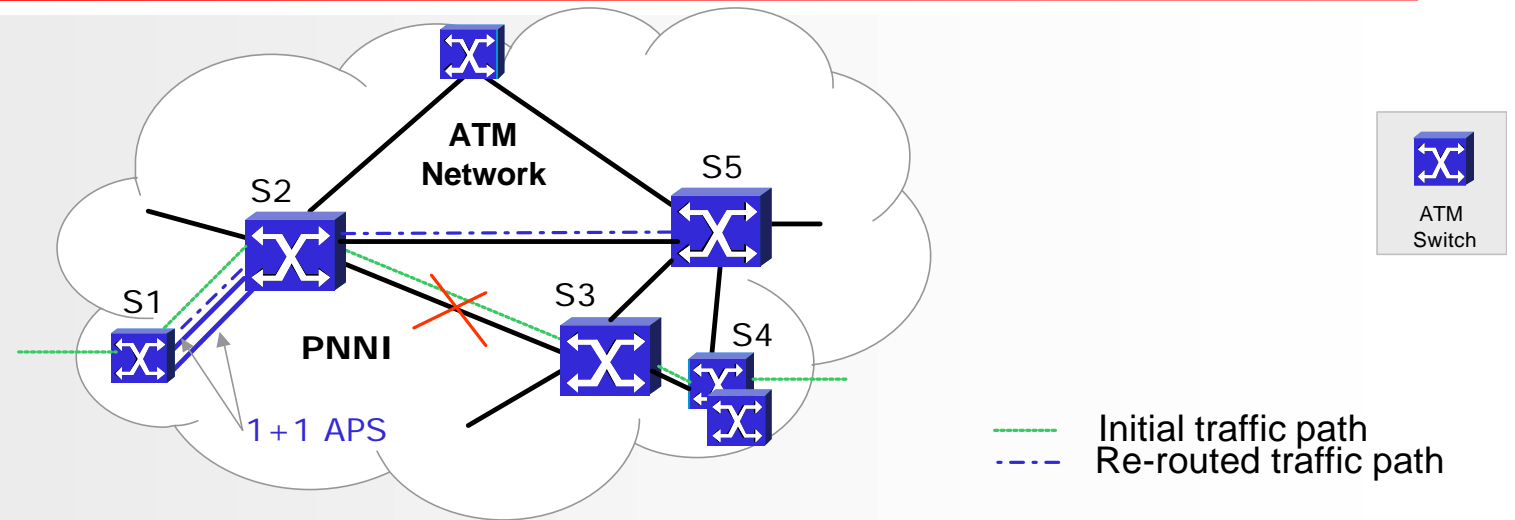 ATM
Network
S2
S5
S1
S3
S4
PNNI
1+1 APS
ATM
Switch
Initial traffic path
Re-routed traffic path